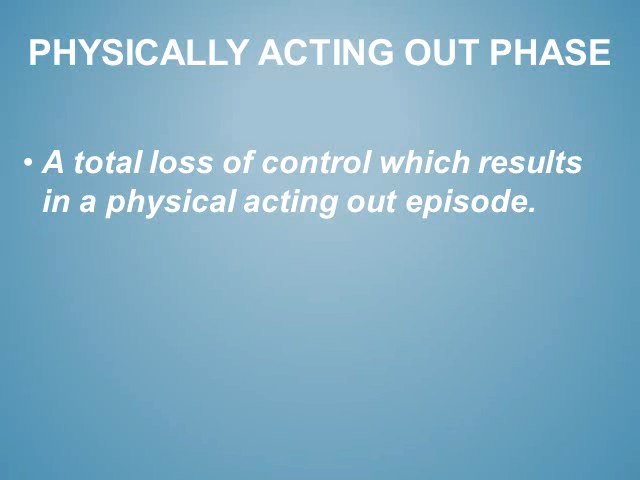 PHYSICALLY ACTING OUT PHASE
• A total loss of control which results
in a physical acting out episode.